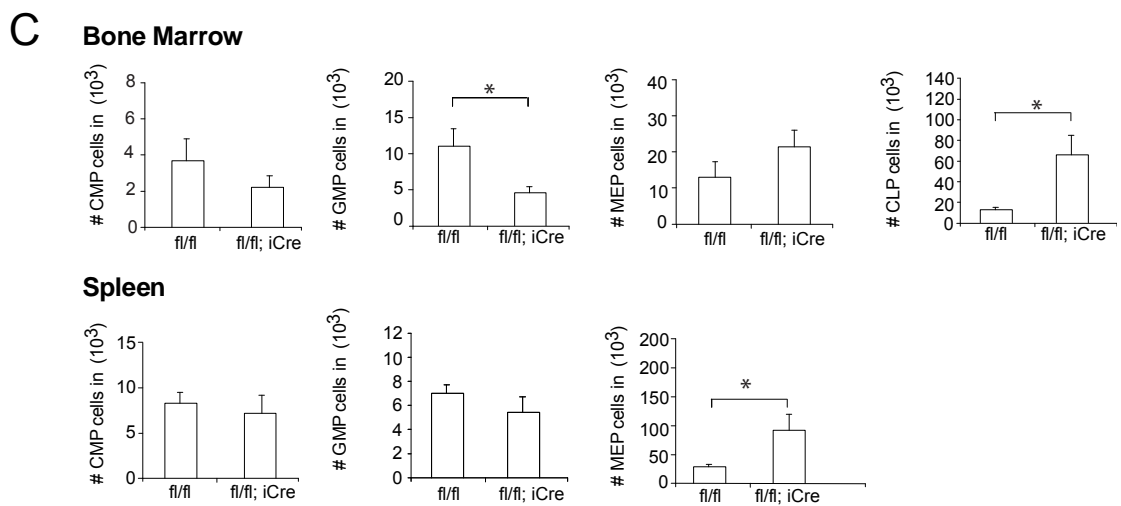 C
Bone Marrow
# CMP cells in (10³)
8
6
4
2
0
fl/fl
fl/fl; iCre
# GMP cells in (10³)
20
15
10
5
0
*
fl/fl
fl/fl; iCre
# MEP cells in (10³)
40
30
20
10
0
fl/fl
fl/fl; iCre
# CLP cells in (10³)
140
120
100
80
60
40
20
0
*
fl/fl
fl/fl; iCre
Spleen
# CMP cells in (10³)
15
10
5
0
fl/fl
fl/fl; iCre
# GMP cells in (10³)
12
10
8
6
4
2
0
fl/fl
fl/fl; iCre
# MEP cells in (10³)
200
150
100
50
0
*
fl/fl
fl/fl; iCre